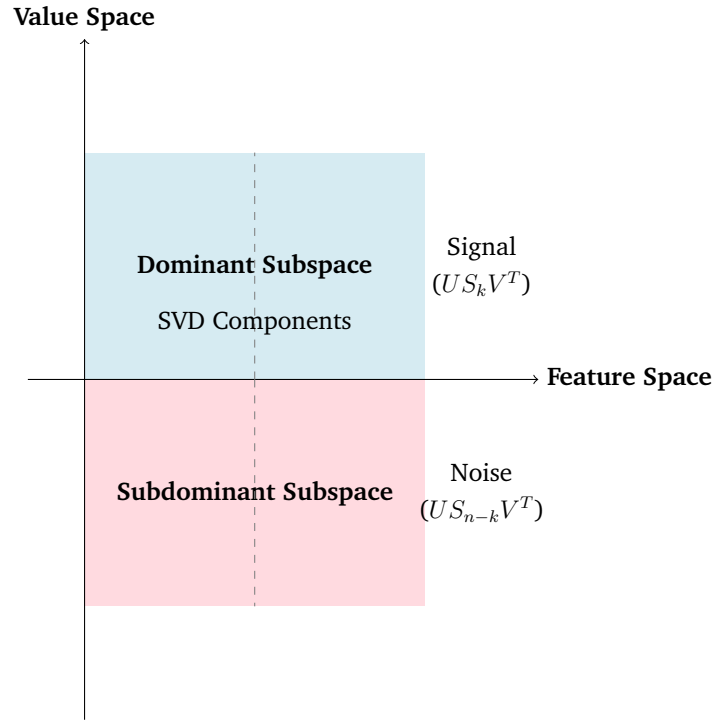 Value Space
Dominant Subspace
SVD Components
Signal
($US_kV^T$)
Feature Space
Subdominant Subspace
Noise
($US_{n-k}V^T$)